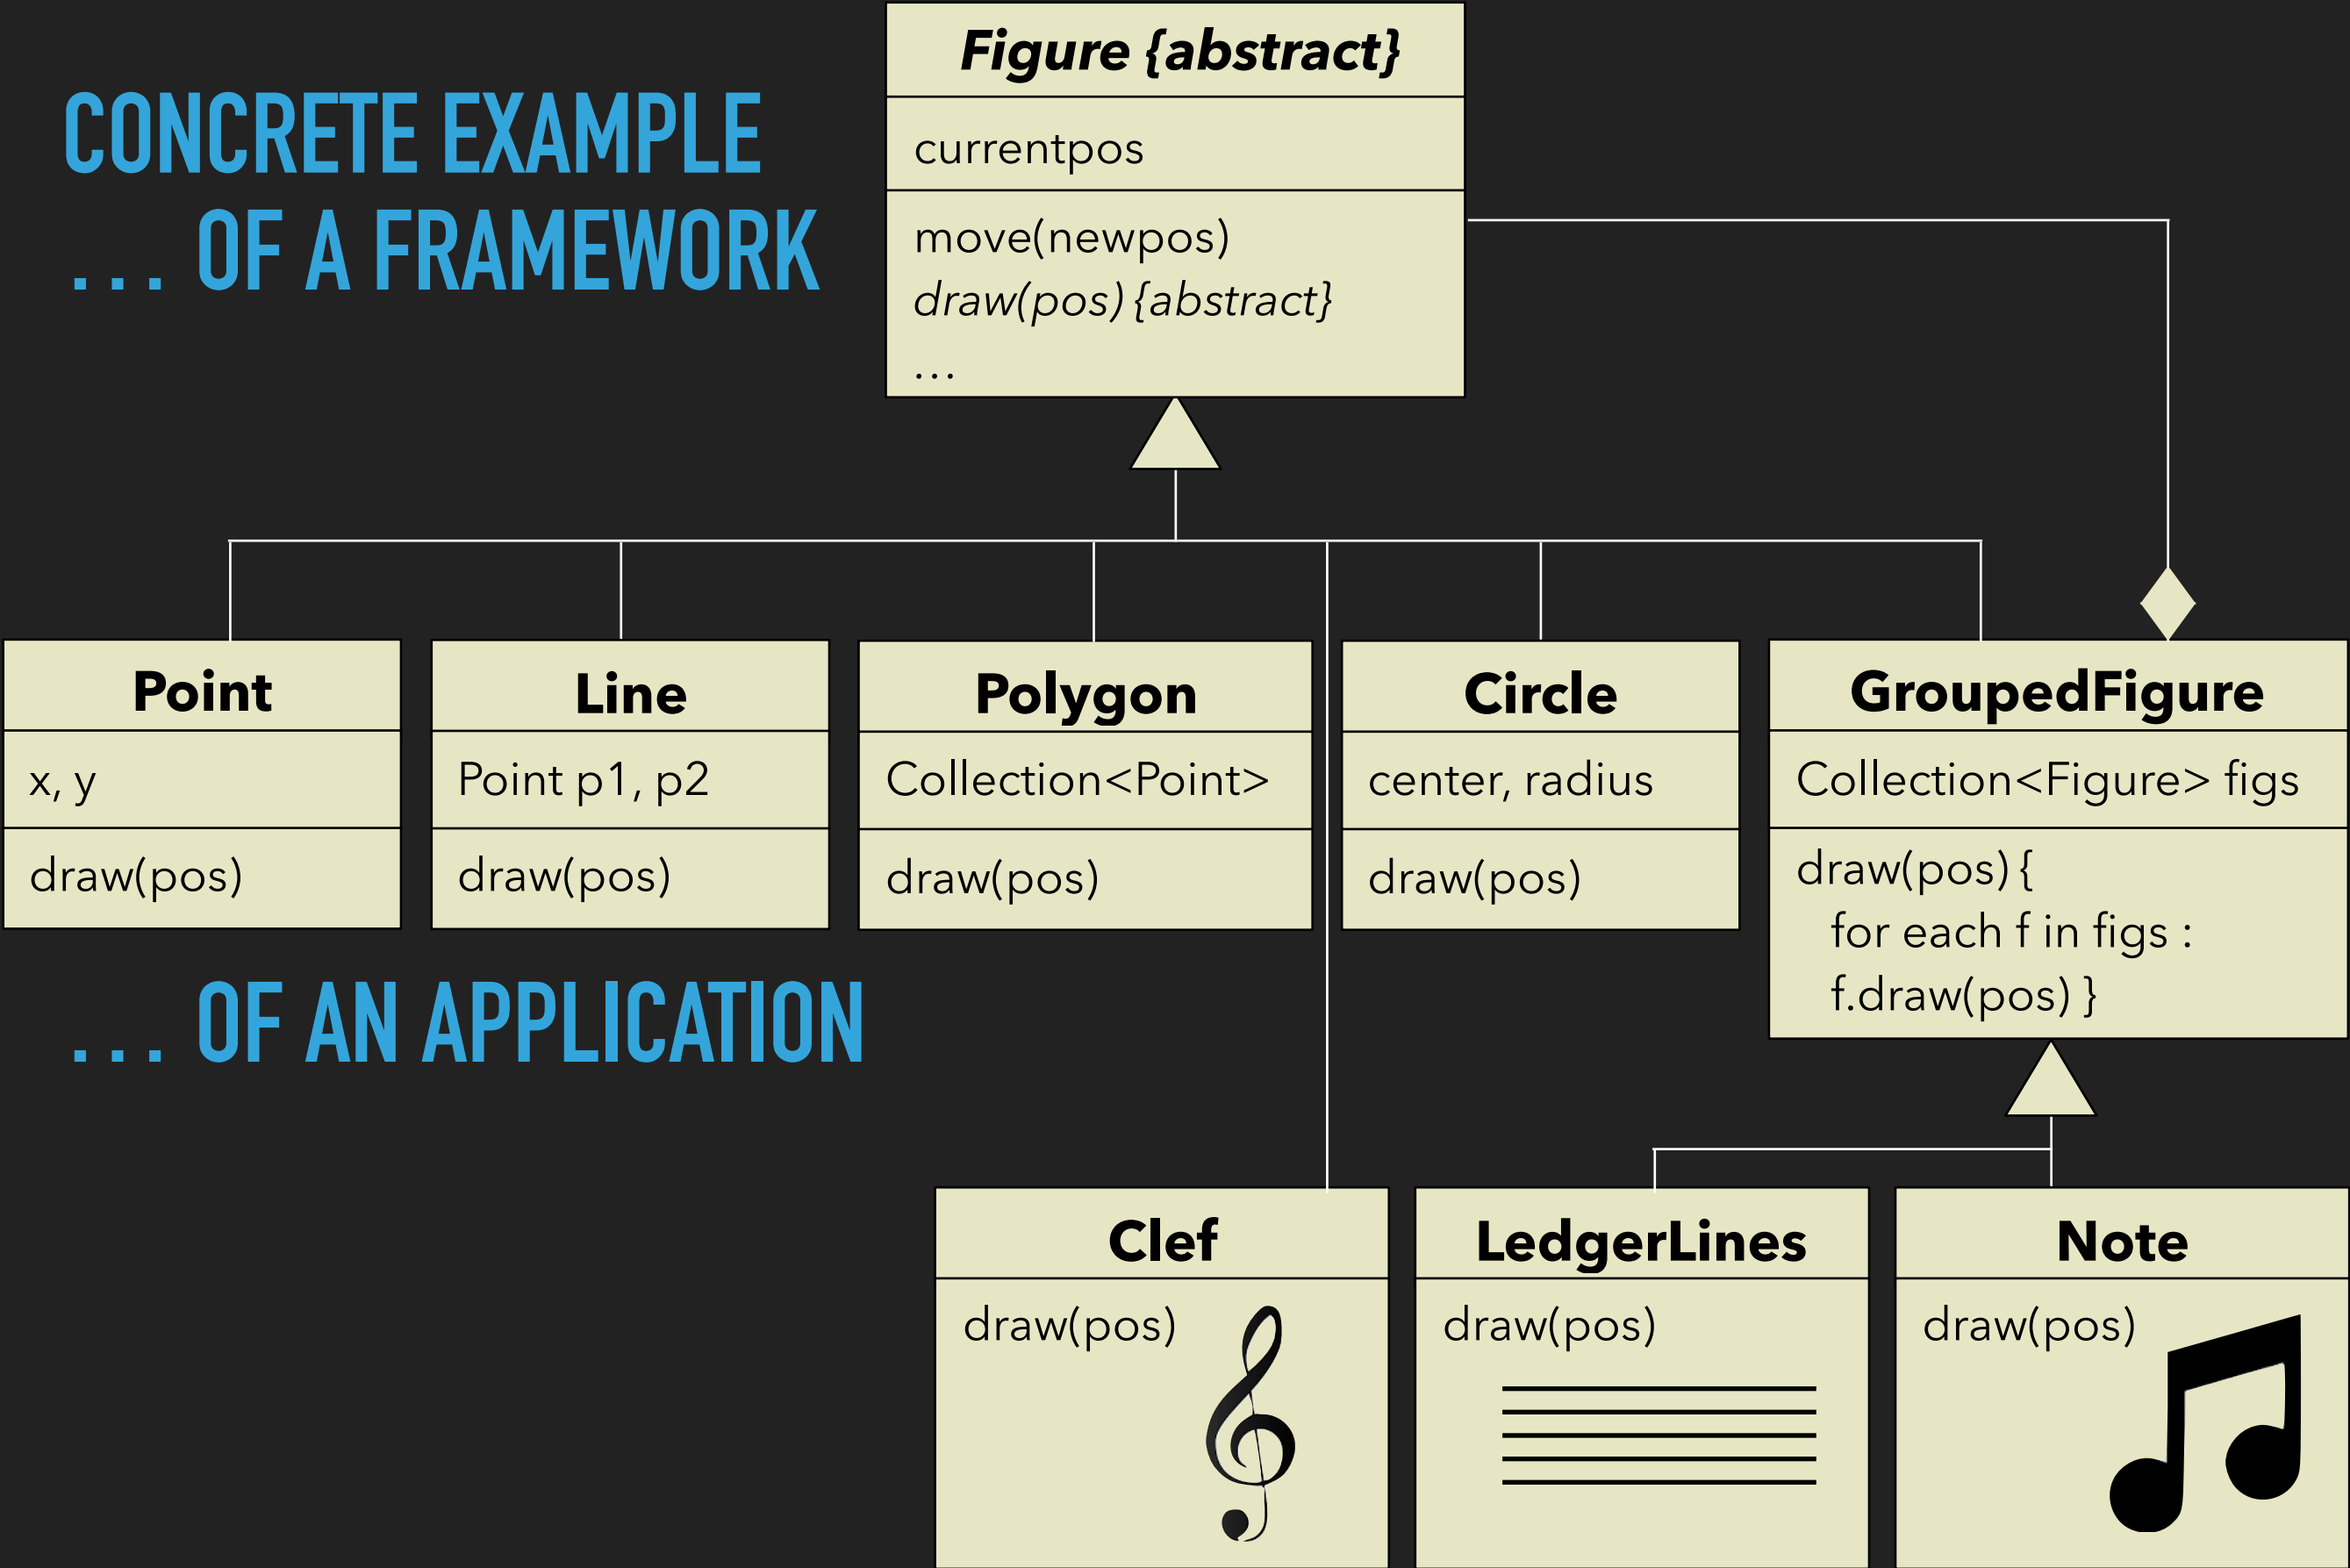 CONCRETE EXAMPLE
... OF A FRAMEWORK
Figure {abstract}
currentpos
move(newpos)
draw(pos){abstract}
...
Point
x, y
draw(pos)
Line
Point p1, p2
draw(pos)
Polygon
Collection<Point>
draw(pos)
Circle
center, radius
draw(pos)
GroupedFigure
Collection<Figure> figs
draw(pos) {
for each f in figs :
f.draw(pos) }
... OF AN APPLICATION
Clef
draw(pos)
LedgerLines
draw(pos)
Note
draw(pos)